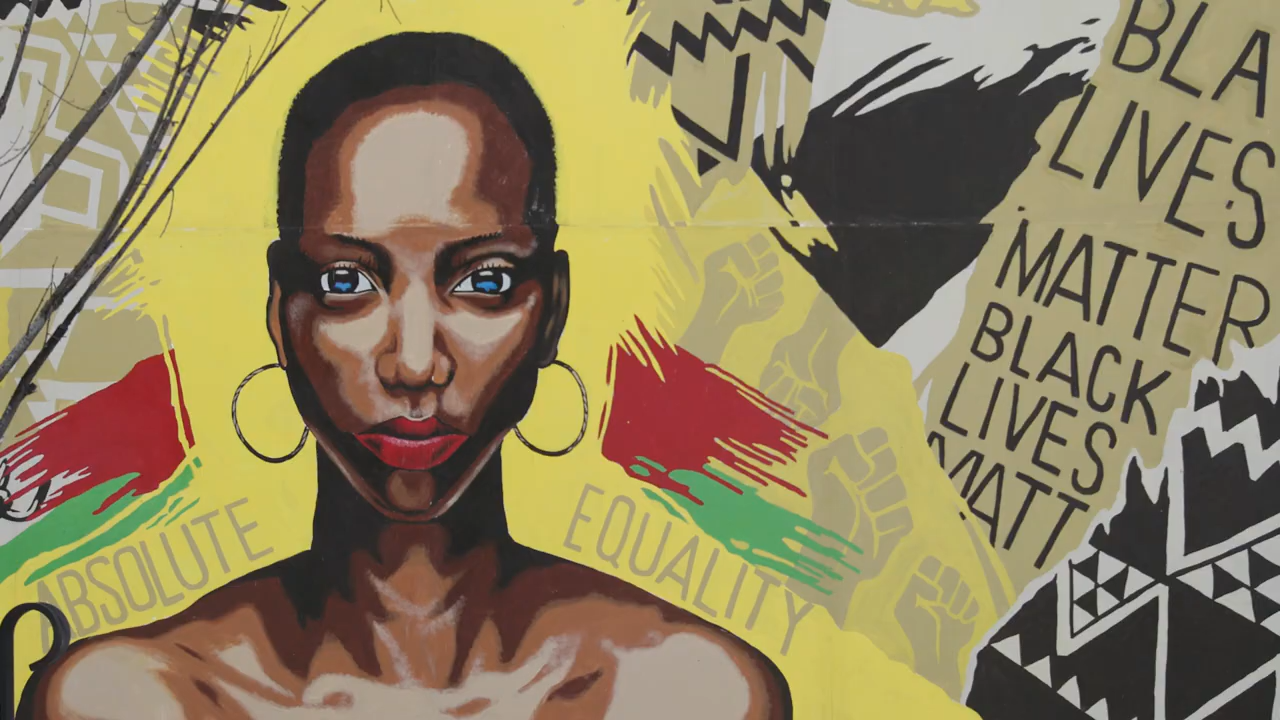 ABSOLUTE
EQUALITY
BLA
LIVES
MATTER
BLACK
LIVES
MATT